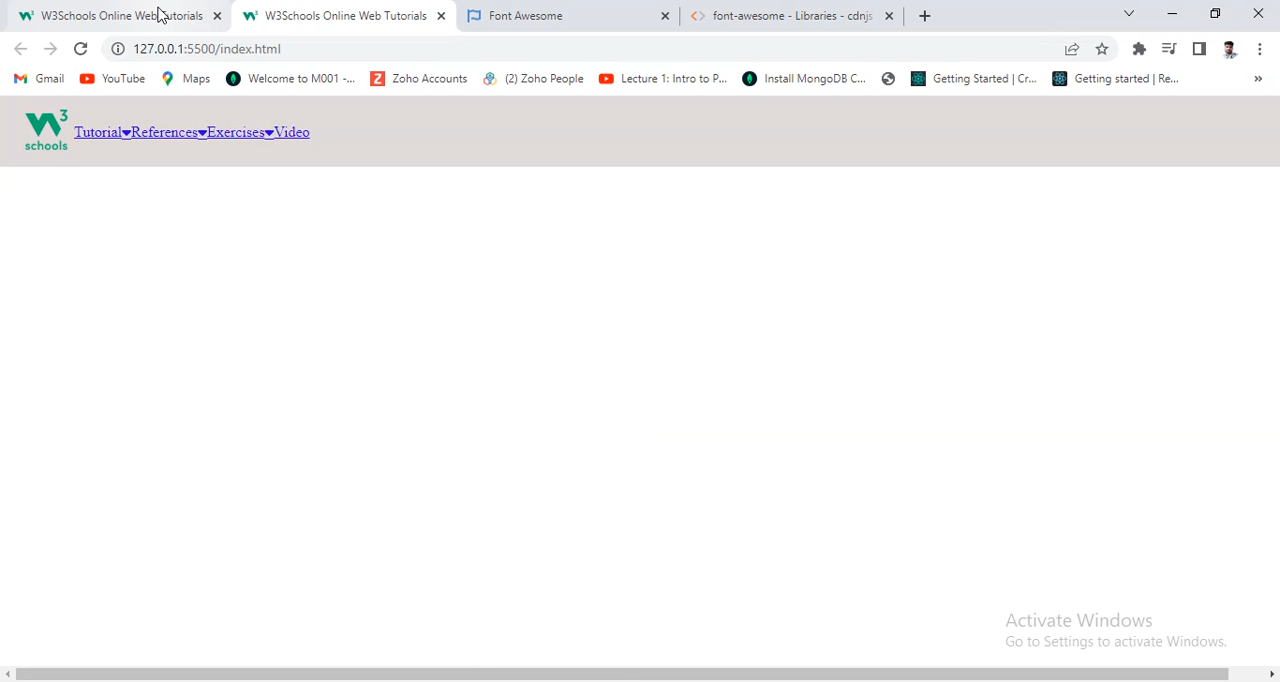 W3Schools Online Web Tutorials
W3Schools Online Web Tutorials
Font Awesome
font-awesome - Libraries - cdnjs
127.0.0.1:5500/index.html
Gmail
YouTube
Maps
Welcome to M001 -...
Zoho Accounts
(2) Zoho People
Lecture 1: Intro to P...
Install MongoDB C...
Getting Started | Cr...
Getting started | Re...
W3 schools
Tutorial References Exercises Video
Activate Windows
Go to Settings to activate Windows.